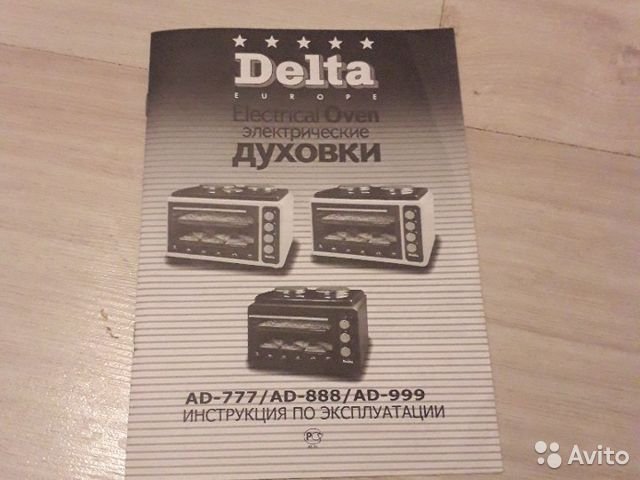 Delta
EUROPE
Electrical Oven
электрические
духовки
AD-777/AD-888/AD-999
ИНСТРУКЦИЯ ПО ЭКСПЛУАТАЦИИ
Avito